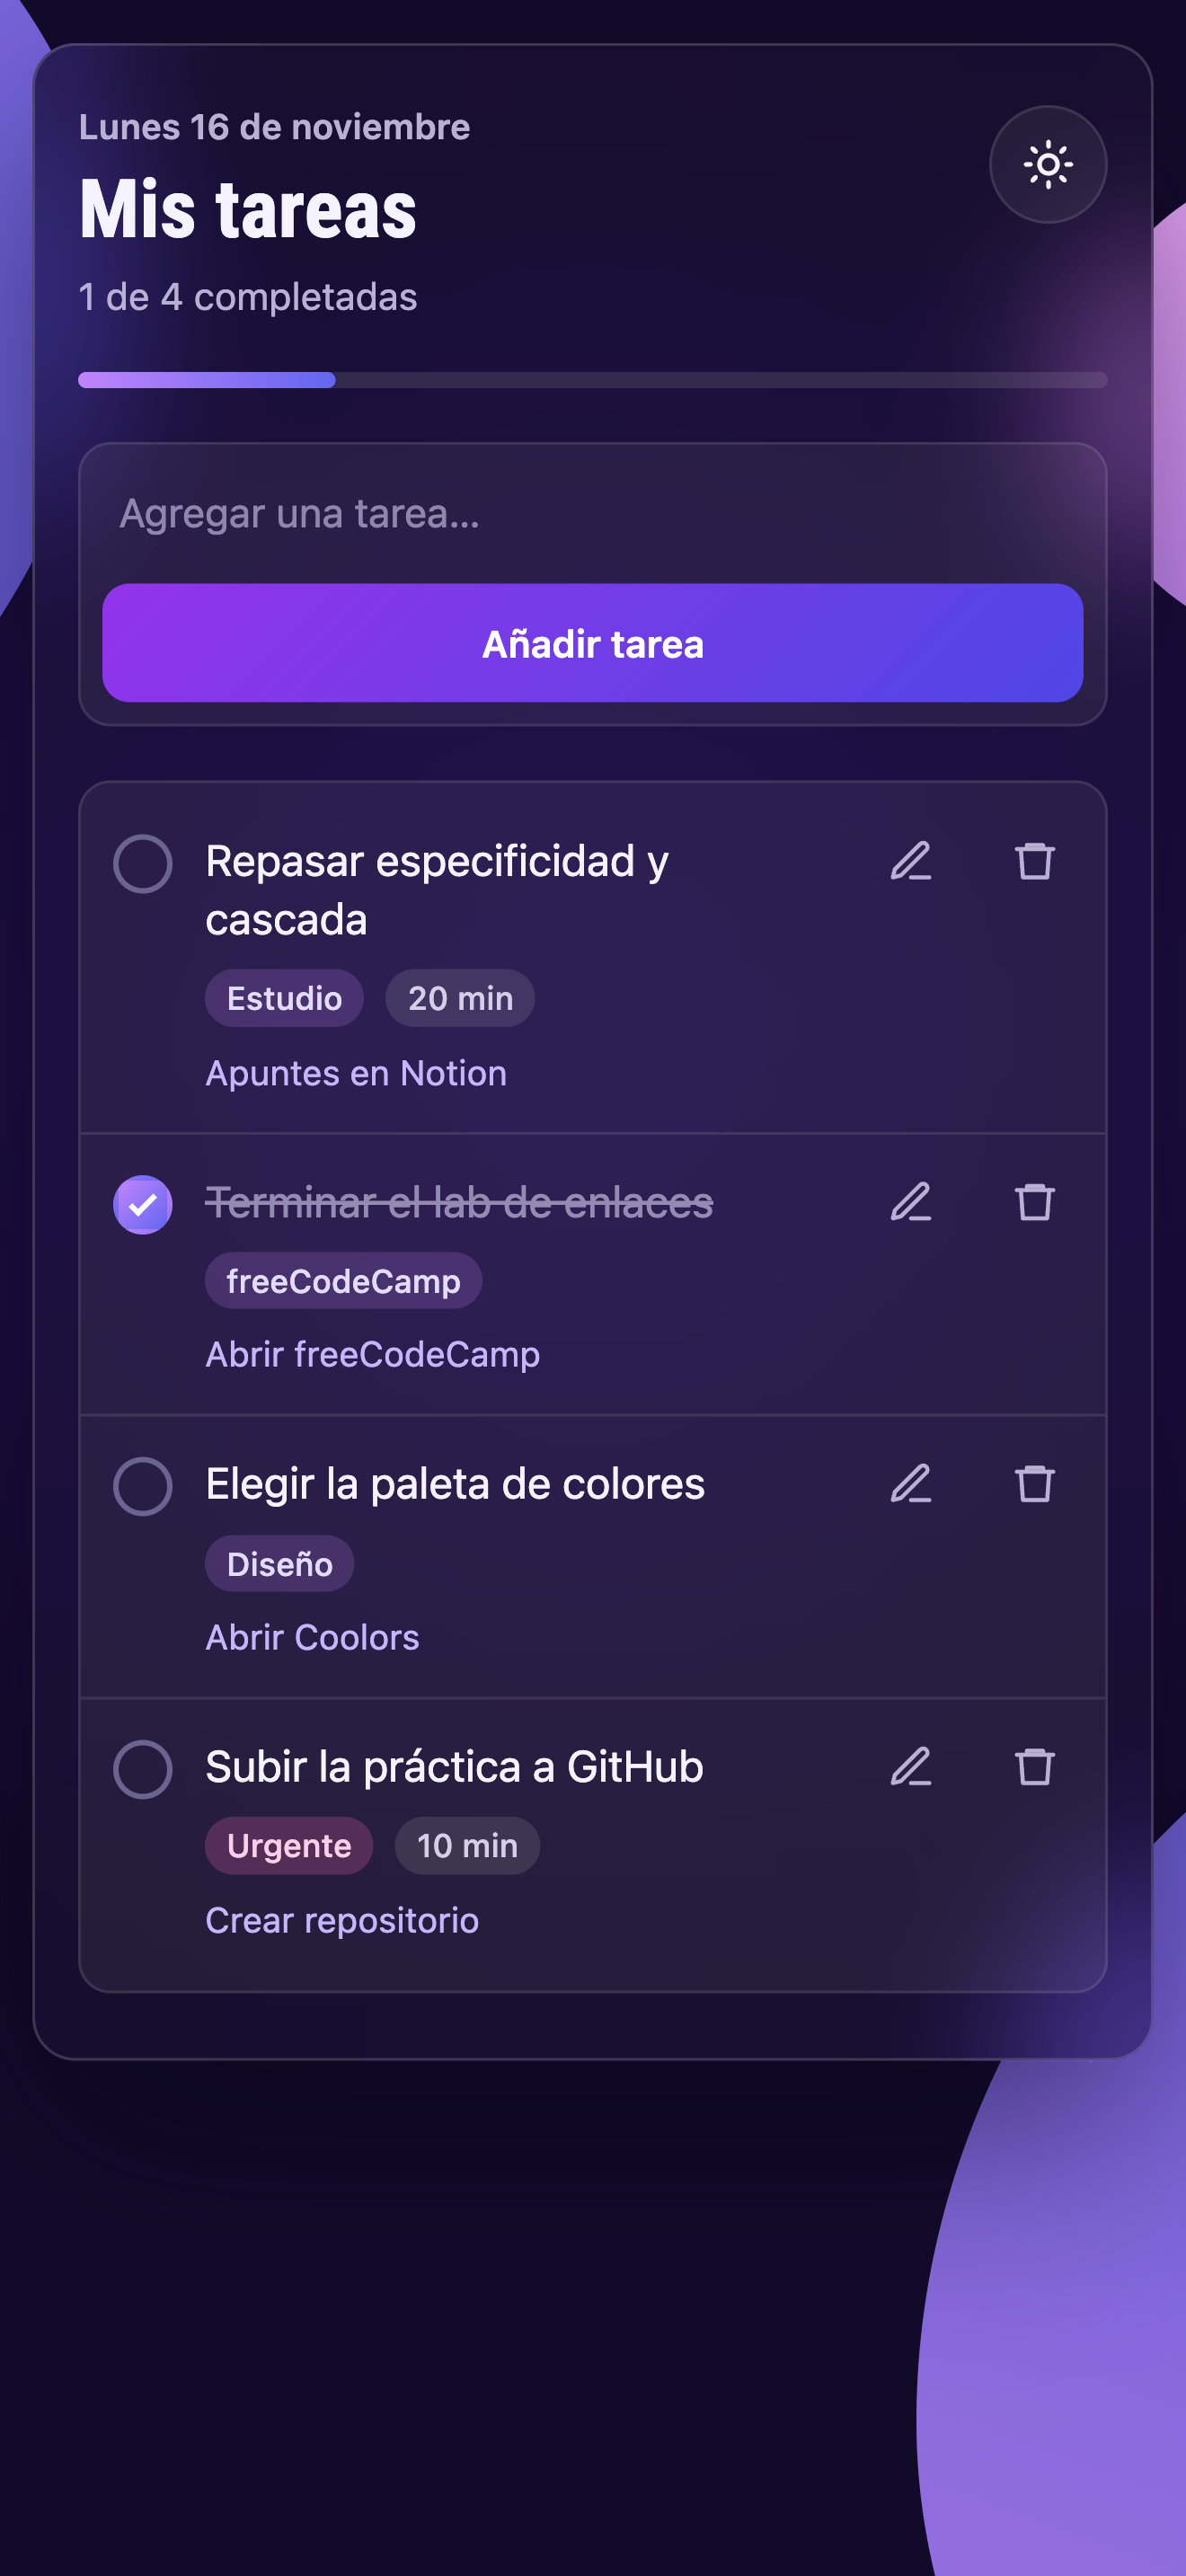 Lunes 16 de noviembre
Mis tareas
1 de 4 completadas
Agregar una tarea...
Añadir tarea
Repasar especificidad y
cascada
Estudio 20 min
Apuntes en Notion
Terminar el lab de enlaces
freeCodeCamp
Abrir freeCodeCamp
Elegir la paleta de colores
Diseño
Abrir Coolors
Subir la práctica a GitHub
Urgente 10 min
Crear repositorio